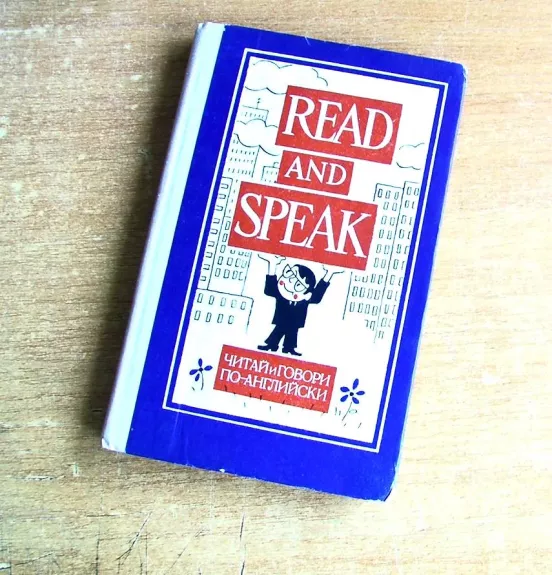 READ
AND
SPEAK
ЧИТАЙ и ГОВОРИ
ПО-АНГЛИЙСКИ